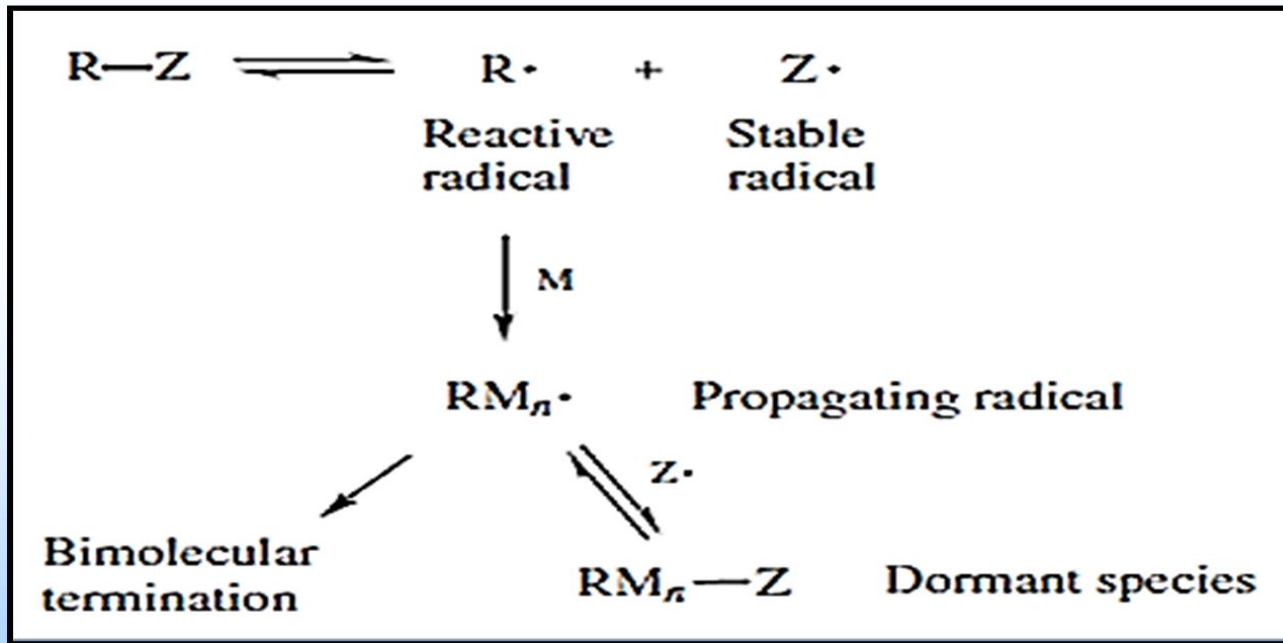 R—Z ⇌ R· + Z·
Reactive radical
Stable radical
M
RMₙ· Propagating radical
Z·
Bimolecular termination
RMₙ—Z Dormant species